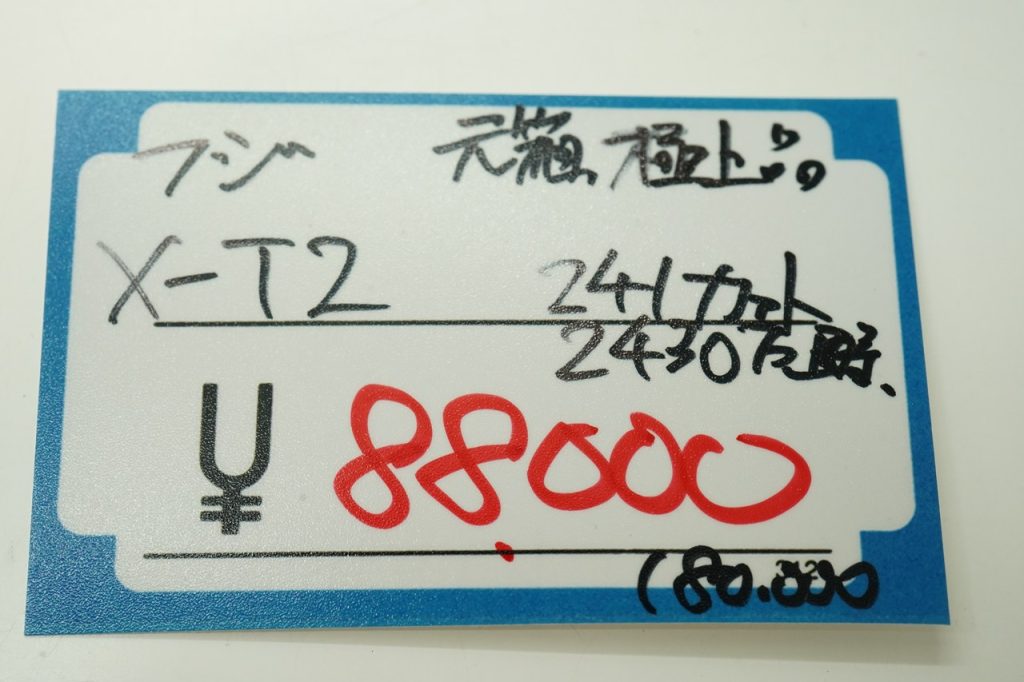 フジ 元箱、極上品。
X-T2 241カット
2430万画素、
¥ 88.000
(80.000